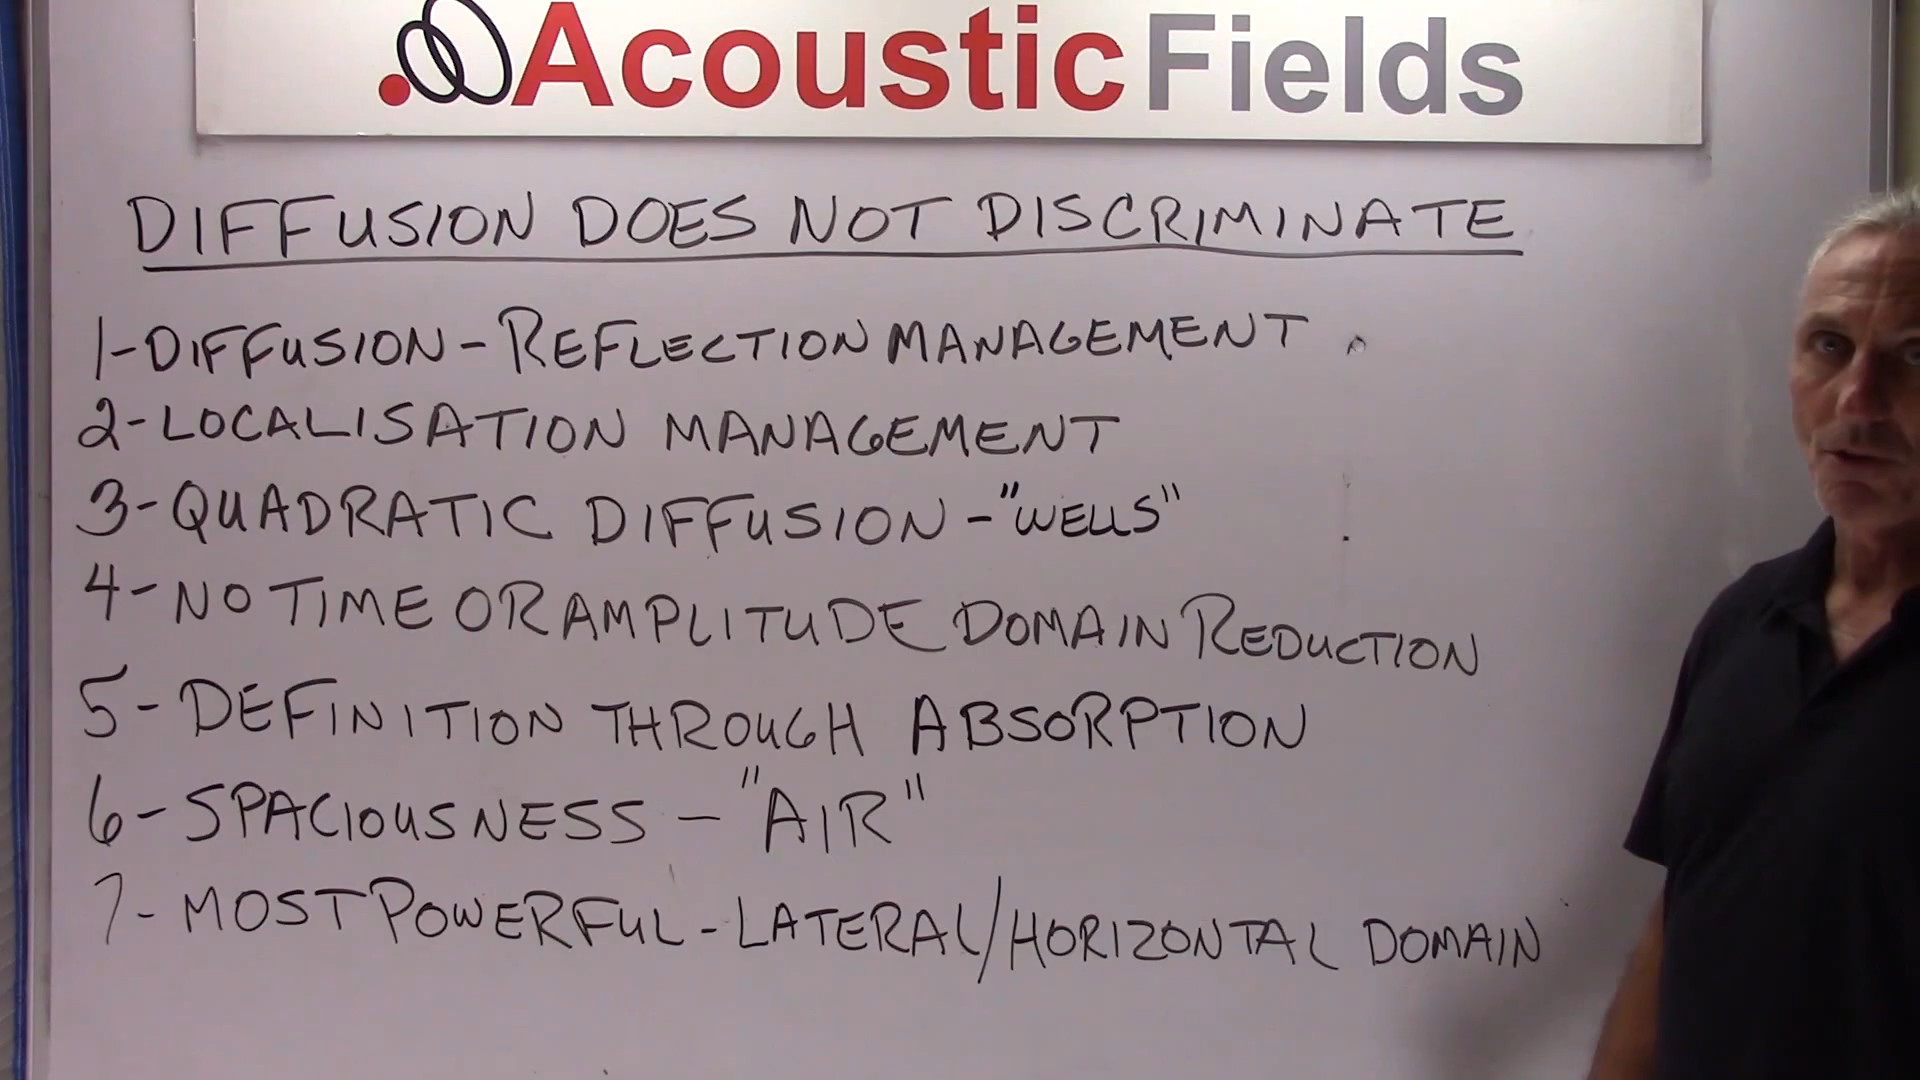 AcousticFields
DIFFUSION DOES NOT DISCRIMINATE
1-DIFFUSION-REFLECTION MANAGEMENT
2-LOCALISATION MANAGEMENT
3-QUADRATIC DIFFUSION-"WELLS"
4-NO TIME OR AMPLITUDE DOMAIN REDUCTION
5-DEFINITION THROUGH ABSORPTION
6-SPACIOUSNESS-"AIR"
7-MOST POWERFUL-LATERAL/HORIZONTAL DOMAIN